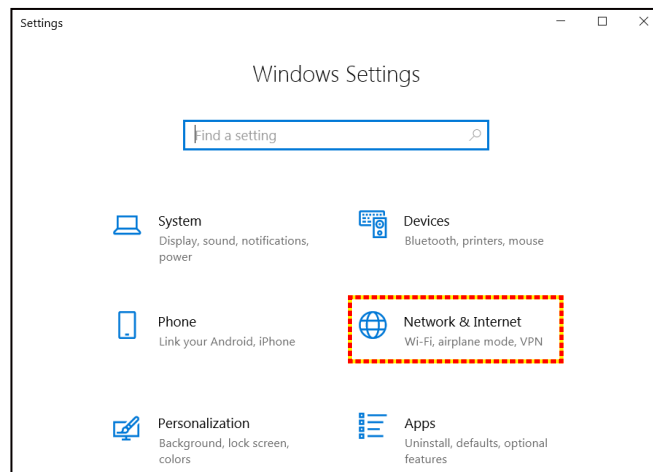 Settings
Windows Settings
Find a setting
System
Display, sound, notifications,
power
Devices
Bluetooth, printers, mouse
Phone
Link your Android, iPhone
Network & Internet
Wi-Fi, airplane mode, VPN
Personalization
Background, lock screen,
colors
Apps
Uninstall, defaults, optional
features